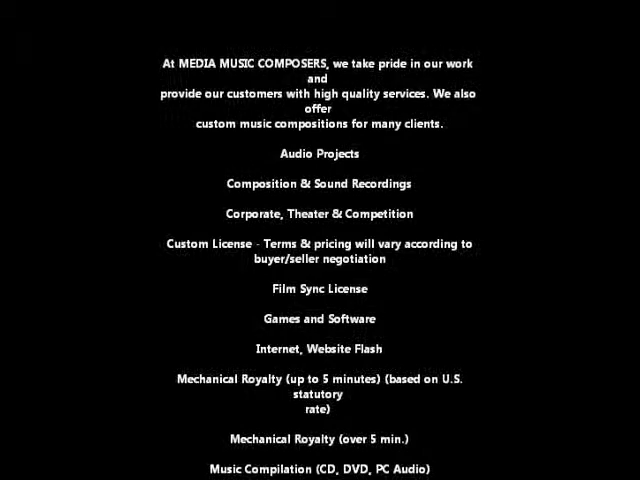 At MEDIA MUSIC COMPOSERS, we take pride in our work
and
provide our customers with high quality services. We also
offer
custom music compositions for many clients.
Audio Projects
Composition & Sound Recordings
Corporate, Theater & Competition
Custom License - Terms & pricing will vary according to
buyer/seller negotiation
Film Sync License
Games and Software
Internet, Website Flash
Mechanical Royalty (up to 5 minutes) (based on U.S.
statutory
rate)
Mechanical Royalty (over 5 min.)
Music Compilation (CD, DVD, PC Audio)